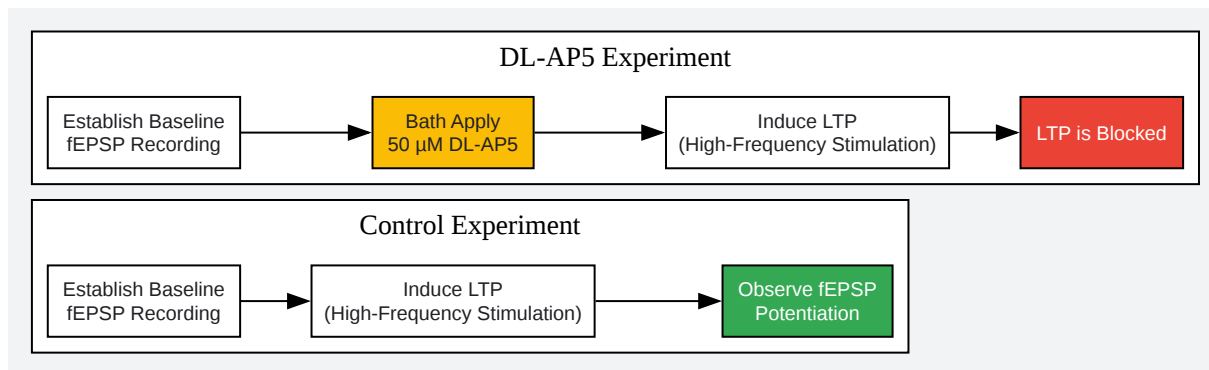 DL-AP5 Experiment
Establish Baseline
fEPSP Recording
Bath Apply
50 µM DL-AP5
Induce LTP
(High-Frequency Stimulation)
LTP is Blocked
Control Experiment
Establish Baseline
fEPSP Recording
Induce LTP
(High-Frequency Stimulation)
Observe fEPSP
Potentiation